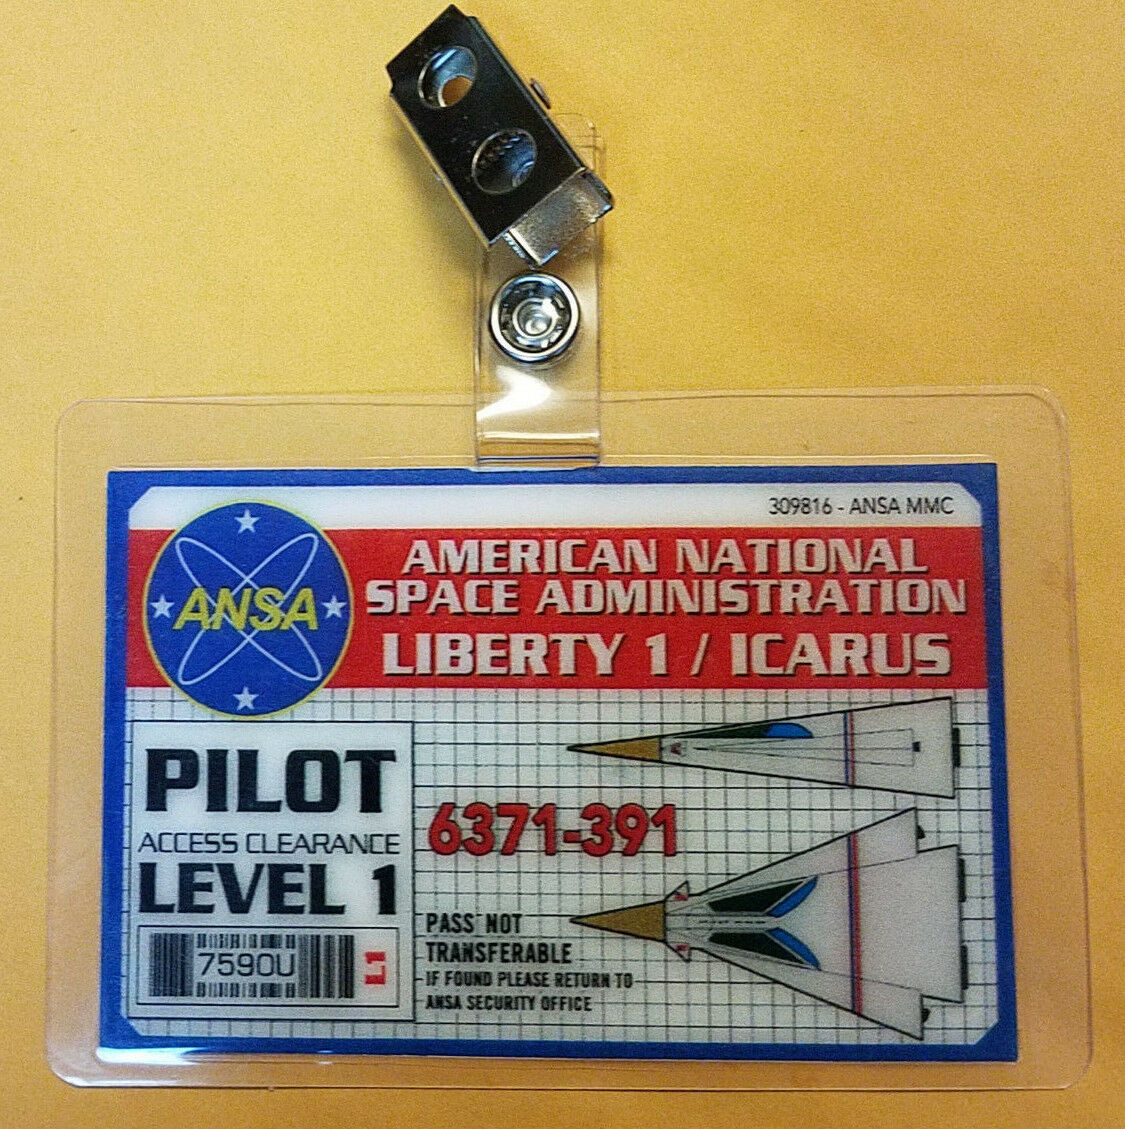 309816 - ANSA MMC
ANSA
AMERICAN NATIONAL
SPACE ADMINISTRATION
LIBERTY 1 / ICARUS
PILOT
ACCESS CLEARANCE
LEVEL 1
7590U
L1
6371-391
PASS NOT
TRANSFERABLE
IF FOUND PLEASE RETURN TO
ANSA SECURITY OFFICE